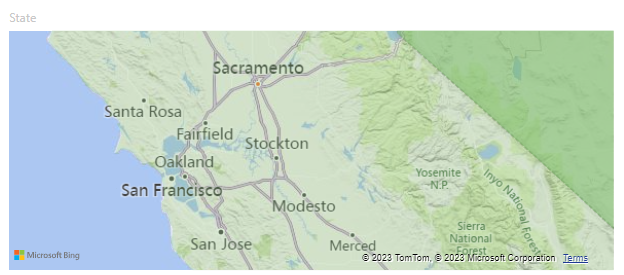 State
Sacramento
Santa Rosa
Fairfield
Stockton
Oakland
Yosemite
N.P.
San Francisco
Inyo National Forest
Modesto
Sierra
National
Forest
San Jose
Merced
Microsoft Bing
© 2023 TomTom, © 2023 Microsoft Corporation Terms